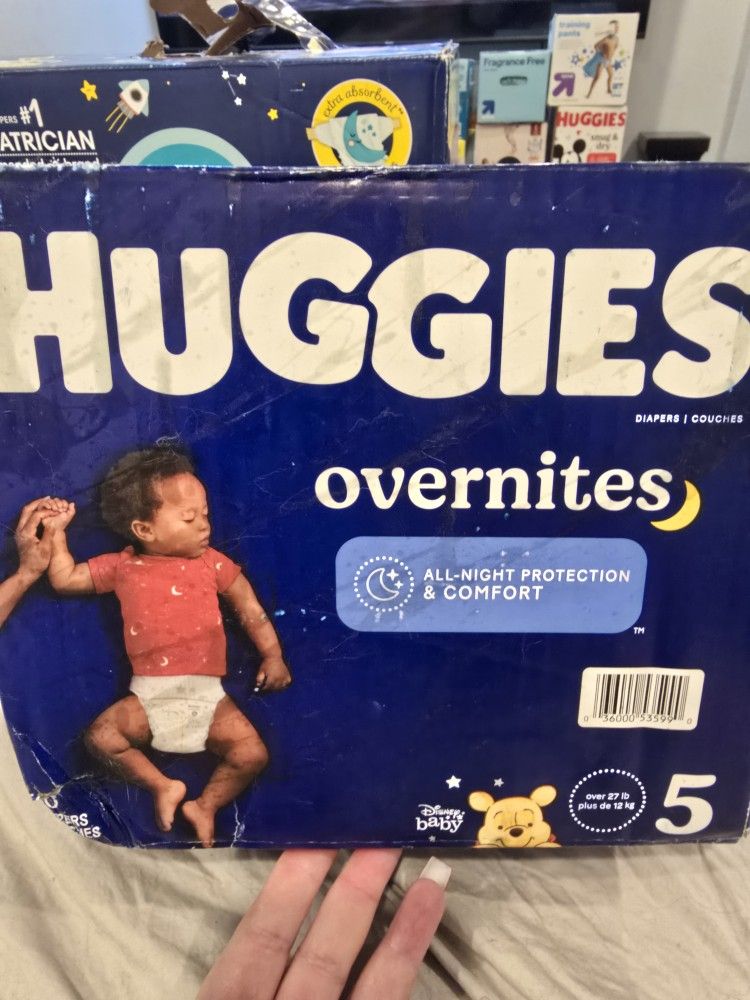 #1
extra absorbent
training
pants
Fragrance Free
HUGGIES
snug &
dry
HUGGIES
DIAPERS | COUCHES
overnites
ALL-NIGHT PROTECTION
& COMFORT
TM
0 36000 53599 0
Disney
baby
over 27 lb
plus de 12 kg
5